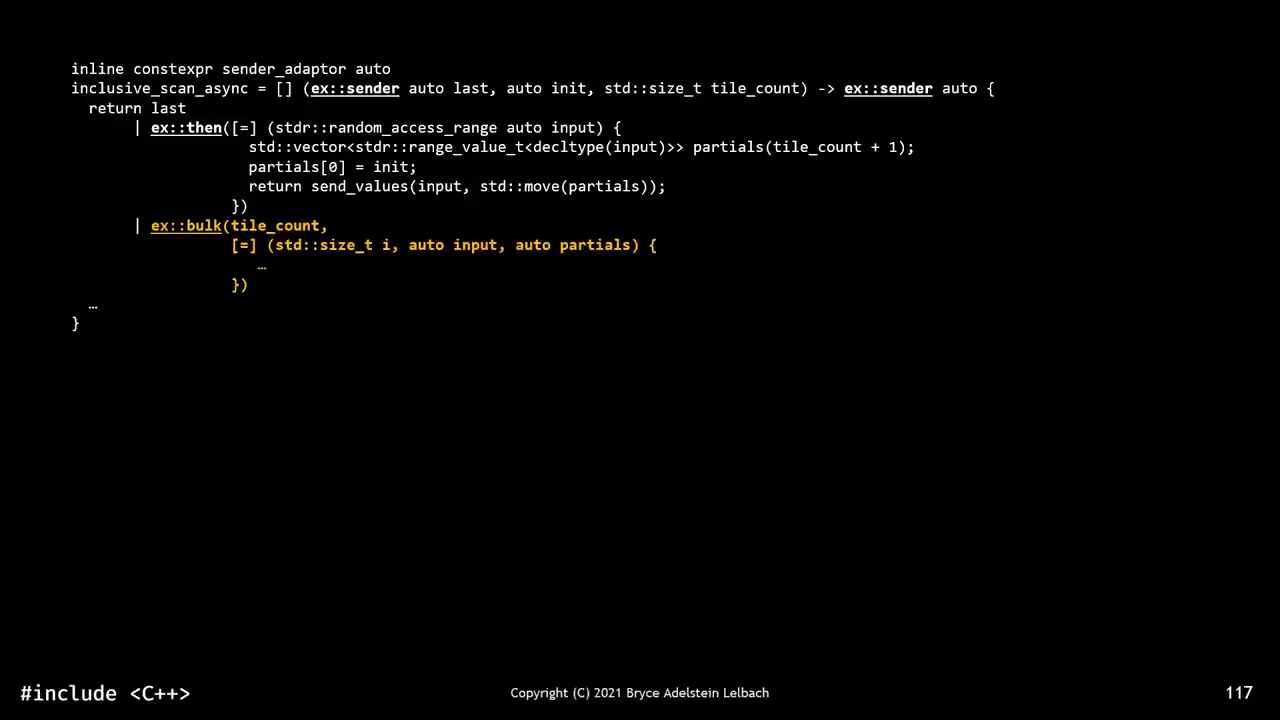 inline constexpr sender_adaptor auto
inclusive_scan_async = [] (ex::sender auto last, auto init, std::size_t tile_count) -> ex::sender auto {
  return last
       | ex::then([=] (stdr::random_access_range auto input) {
                    std::vector<stdr::range_value_t<decltype(input)>> partials(tile_count + 1);
                    partials[0] = init;
                    return send_values(input, std::move(partials));
                  })
       | ex::bulk(tile_count,
                  [=] (std::size_t i, auto input, auto partials) {
                     …
                  })
  …
}
#include <C++>
Copyright (C) 2021 Bryce Adelstein Lelbach
117